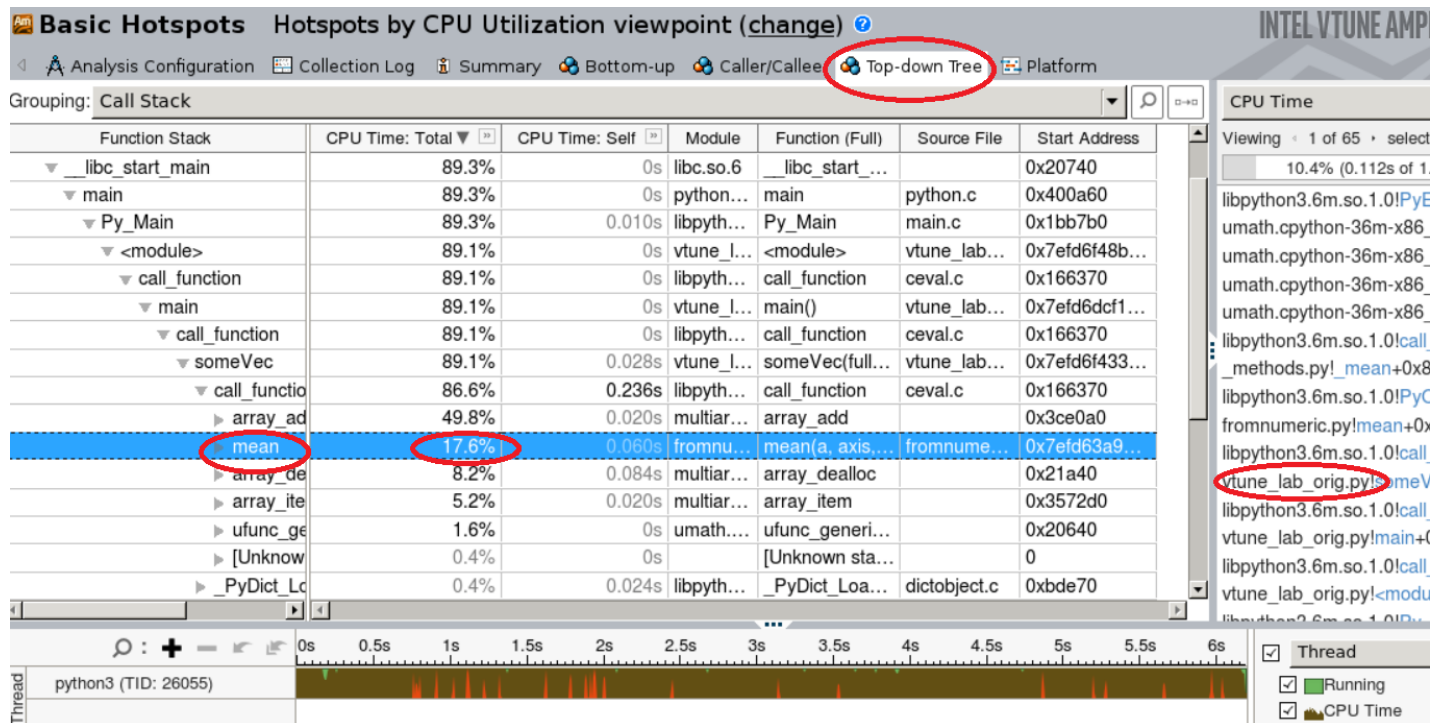 Basic Hotspots Hotspots by CPU Utilization viewpoint (change) ? INTEL VTUNE AMPL
Analysis Configuration Collection Log Summary Bottom-up Caller/Callee Top-down Tree Platform
Grouping: Call Stack CPU Time
Function Stack CPU Time: Total CPU Time: Self Module Function (Full) Source File Start Address Viewing 1 of 65 select
10.4% (0.112s of 1.
__libc_start_main 89.3% 0s libc.so.6 __libc_start_... 0x20740
main 89.3% 0s python... main python.c 0x400a60 libpython3.6m.so.1.0!PyE
Py_Main 89.3% 0.010s libpyth... Py_Main main.c 0x1bb7b0 umath.cpython-36m-x86_
<module> 89.1% 0s vtune_l... <module> vtune_lab... 0x7efd6f48b... umath.cpython-36m-x86_
call_function 89.1% 0s libpyth... call_function ceval.c 0x166370 umath.cpython-36m-x86_
main 89.1% 0s vtune_l... main() vtune_lab... 0x7efd6dcf1... umath.cpython-36m-x86_
call_function 89.1% 0s libpyth... call_function ceval.c 0x166370 libpython3.6m.so.1.0!call_
someVec 89.1% 0.028s vtune_l... someVec(full... vtune_lab... 0x7efd6f433... _methods.py!_mean+0x8
call_functio 86.6% 0.236s libpyth... call_function ceval.c 0x166370 libpython3.6m.so.1.0!PyC
array_ad 49.8% 0.020s multiar... array_add 0x3ce0a0 fromnumeric.py!mean+0x
mean 17.6% 0.060s fromnu... mean(a, axis,... fromnume... 0x7efd63a9... libpython3.6m.so.1.0!call_
array_de 8.2% 0.084s multiar... array_dealloc 0x21a40 vtune_lab_orig.py!someV
array_ite 5.2% 0.020s multiar... array_item 0x3572d0 libpython3.6m.so.1.0!call_
ufunc_ge 1.6% 0s umath.... ufunc_generi... 0x20640 vtune_lab_orig.py!main+0
[Unknow 0.4% 0s [Unknown sta... 0 libpython3.6m.so.1.0!call_
_PyDict_Lo 0.4% 0.024s libpyth... _PyDict_Loa... dictobject.c 0xbde70 vtune_lab_orig.py!<modu
0s 0.5s 1s 1.5s 2s 2.5s 3s 3.5s 4s 4.5s 5s 5.5s 6s Thread
Thread python3 (TID: 26055) Running
CPU Time